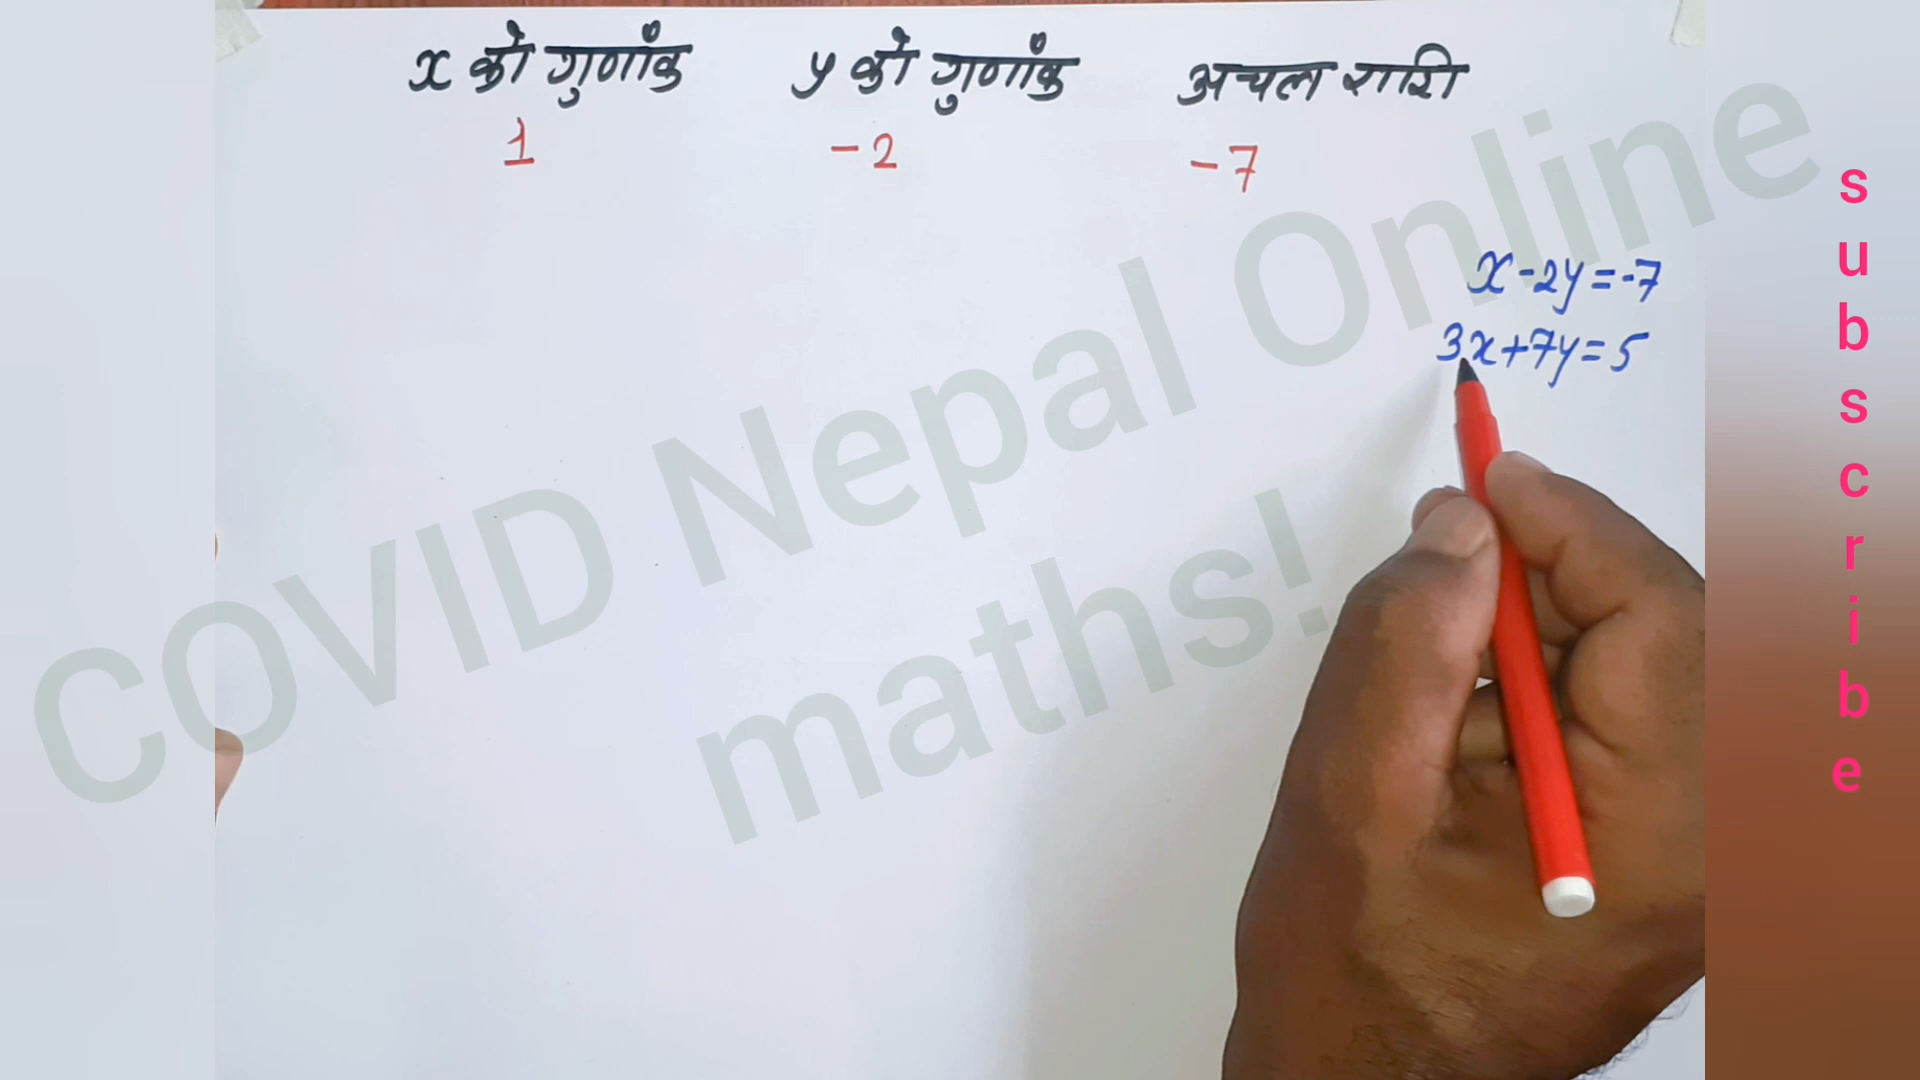 x को गुणांक y को गुणांक अचल राशि
1 -2 -7
x-2y=-7
3x+7y=5
COVID Nepal Online
maths!
subscribe